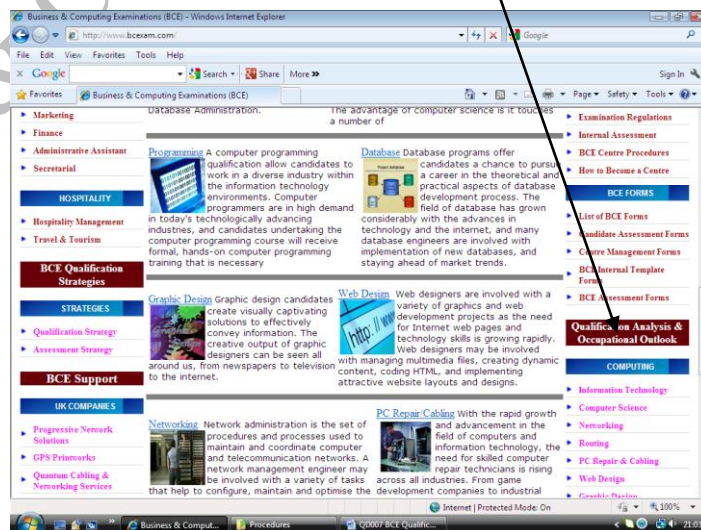 Business & Computing Examinations (BCE) - Windows Internet Explorer
http://www.bcexam.com/
Google
File Edit View Favorites Tools Help
Google Search Share More »
Sign In
Favorites Business & Computing Examinations (BCE)
Page Safety Tools
Marketing
Finance
Administrative Assistant
Secretarial
HOSPITALITY
Hospitality Management
Travel & Tourism
BCE Qualification
Strategies
STRATEGIES
Qualification Strategy
Assessment Strategy
BCE Support
UK COMPANIES
Progressive Network
Solutions
GPS Printworks
Quantum Cabling &
Networking Services
Database Administration.
The advantage of computer science is it touches
a number of
Programming A computer programming
qualification allow candidates to
work in a diverse industry within
the information technology
environments. Computer
programmers are in high demand
in today's technologically advancing
industries, and candidates undertaking the
computer programming course will receive
formal, hands-on computer programming
training that is necessary
Database Database programs offer
candidates a chance to pursue
a career in the theoretical and
practical aspects of database
development process. The
field of database has grown
considerably with the advances in
technology and the internet, and many
database engineers are involved with
implementation of new databases, and
staying ahead of market trends.
Graphic Design Graphic design candidates
create visually captivating
solutions to effectively
convey information. The
creative output of graphic
designers can be seen all
around us, from newspapers to television
to the internet.
Web Design Web designers are involved with a
variety of graphics and web
development projects as the need
for Internet web pages and
technology skills is growing rapidly.
Web designers may be involved
with managing multimedia files, creating dynamic
content, coding HTML, and implementing
attractive website layouts and designs.
http://ww
Networking Network administration is the set of
procedures and processes used to
maintain and coordinate computer
and telecommunication networks. A
network management engineer may
be involved with a variety of tasks
that help to configure, maintain and optimise the
PC Repair/Cabling With the rapid growth
and advancement in the
field of computers and
information technology, the
need for skilled computer
repair technicians is rising
across all industries. From game
development companies to industrial
Examination Regulations
Internal Assessment
BCE Centre Procedures
How to Become a Centre
BCE FORMS
List of BCE Forms
Candidate Assessment Forms
Centre Management Forms
BCE Internal Template
Forms
BCE Assessment Forms
Qualification Analysis &
Occupational Outlook
COMPUTING
Information Technology
Computer Science
Networking
Routing
PC Repair & Cabling
Web Design
Graphic Design
Internet | Protected Mode: On
100%
Business & Comput...
Procedures
QD007 BCE Qualific...
21:01